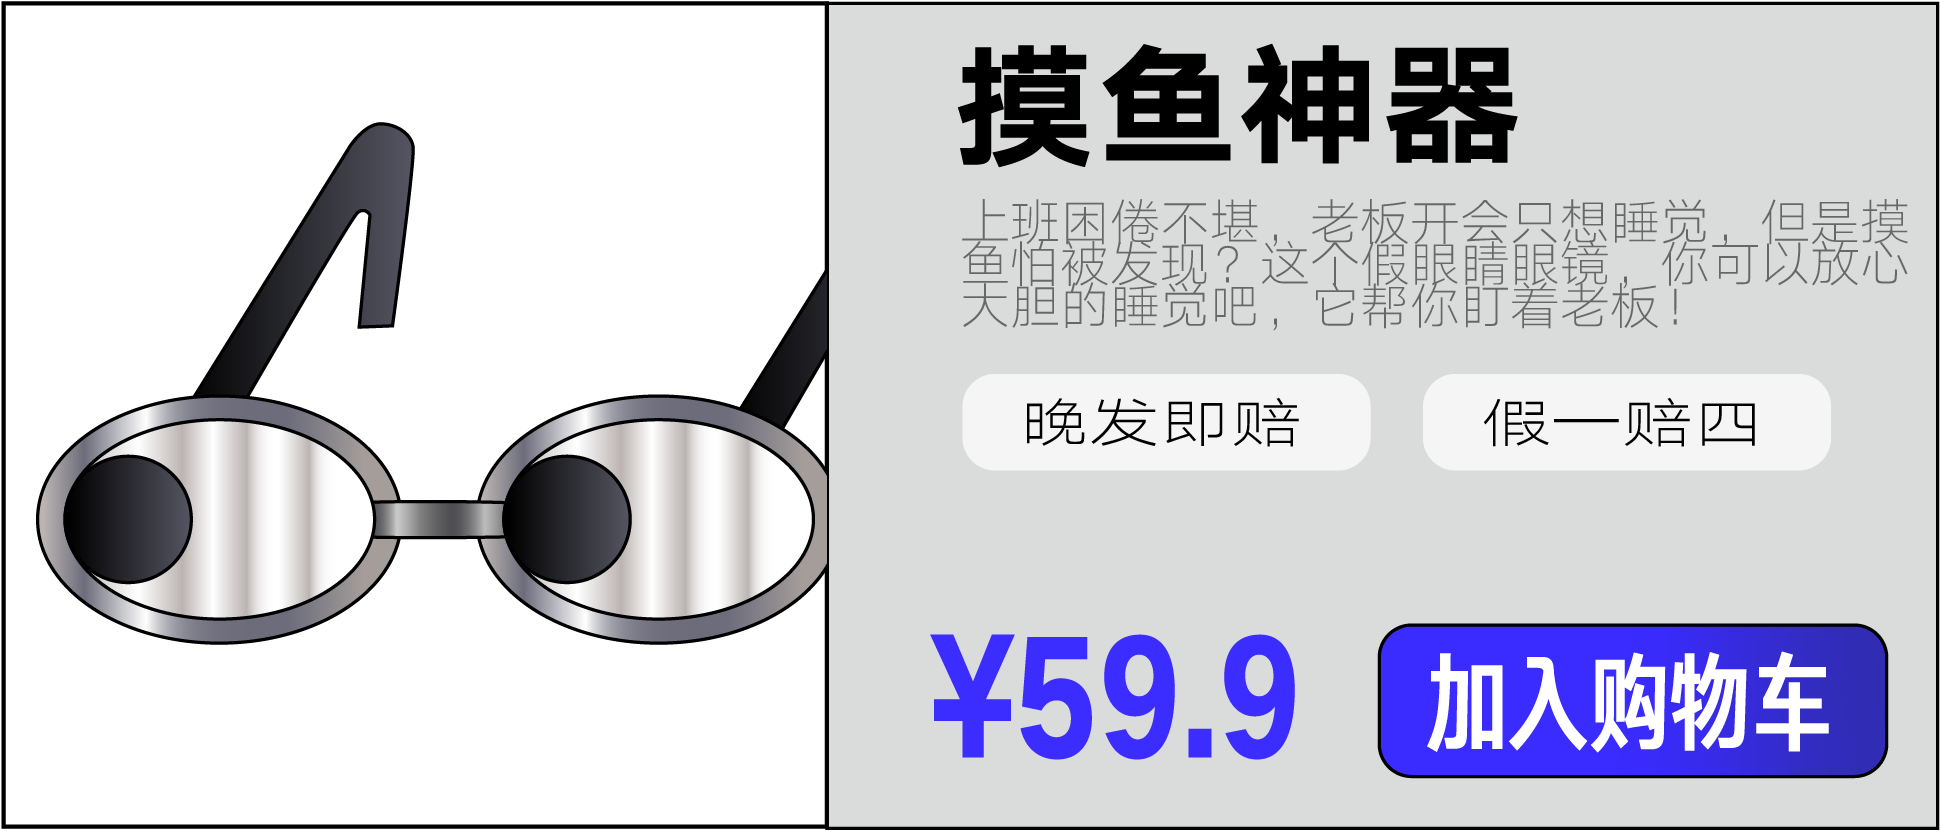 摸鱼神器
上班困倦不堪，老板开会只想睡觉，但是摸
鱼怕被发现？这个假眼睛眼镜，你可以放心
大胆的睡觉吧，它帮你盯着老板！
晚发即赔
假一赔四
¥59.9
加入购物车